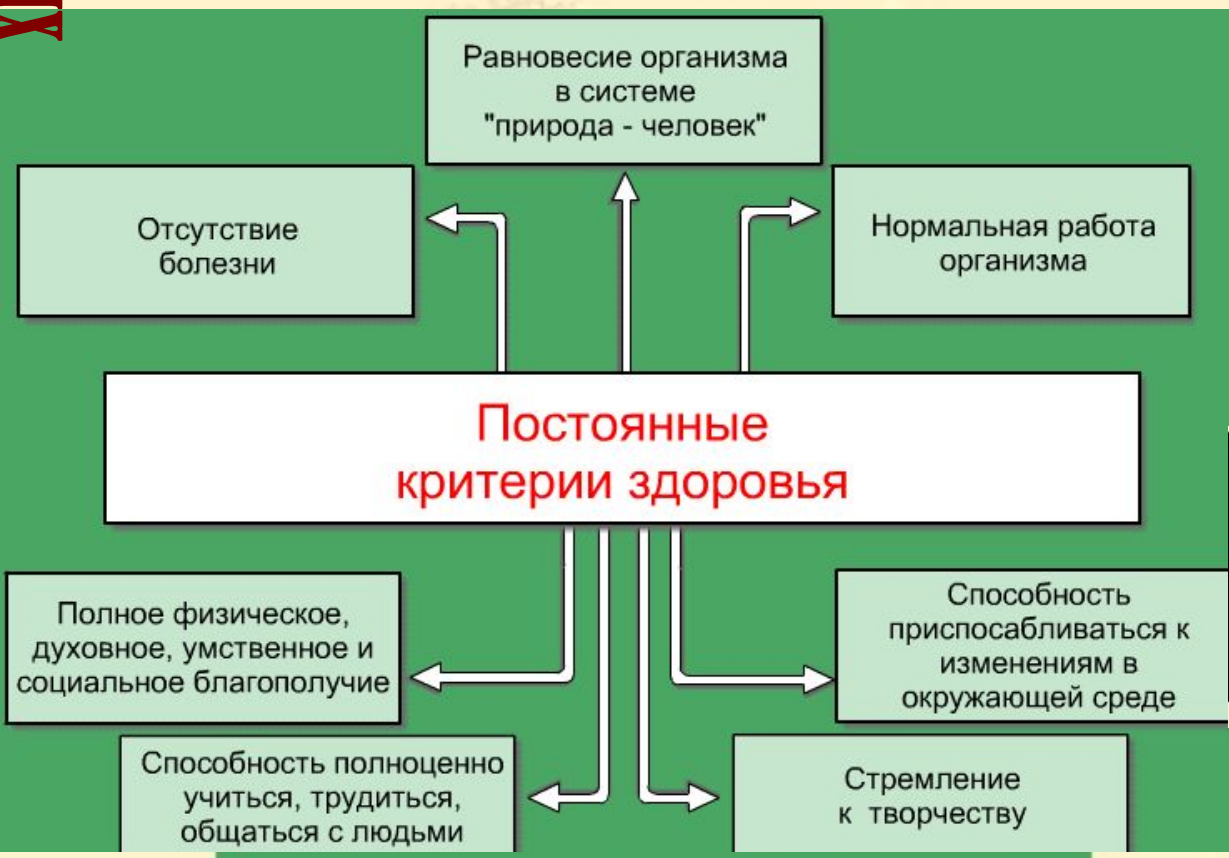 Равновесие организма
в системе
"природа - человек"
Отсутствие
болезни
Нормальная работа
организма
Постоянные
критерии здоровья
Полное физическое,
духовное, умственное и
социальное благополучие
Способность
приспосабливаться к
изменениям в
окружающей среде
Способность полноценно
учиться, трудиться,
общаться с людьми
Стремление
к творчеству